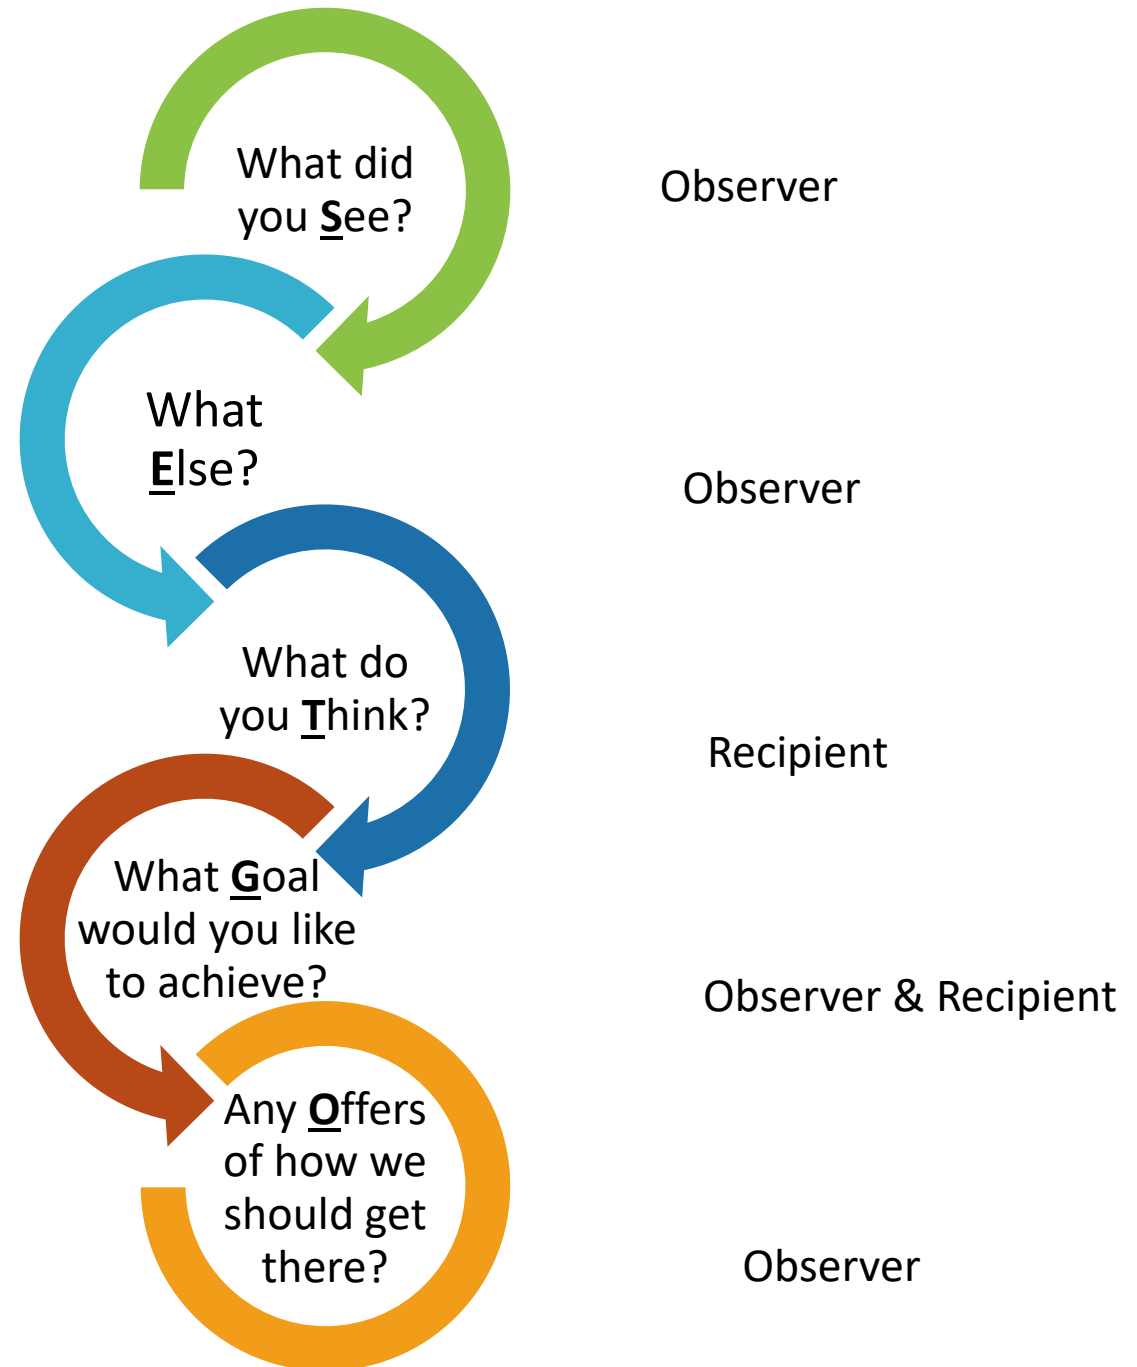 What did
you See?
Observer
What
Else?
Observer
What do
you Think?
Recipient
What Goal
would you like
to achieve?
Observer & Recipient
Any Offers
of how we
should get
there?
Observer